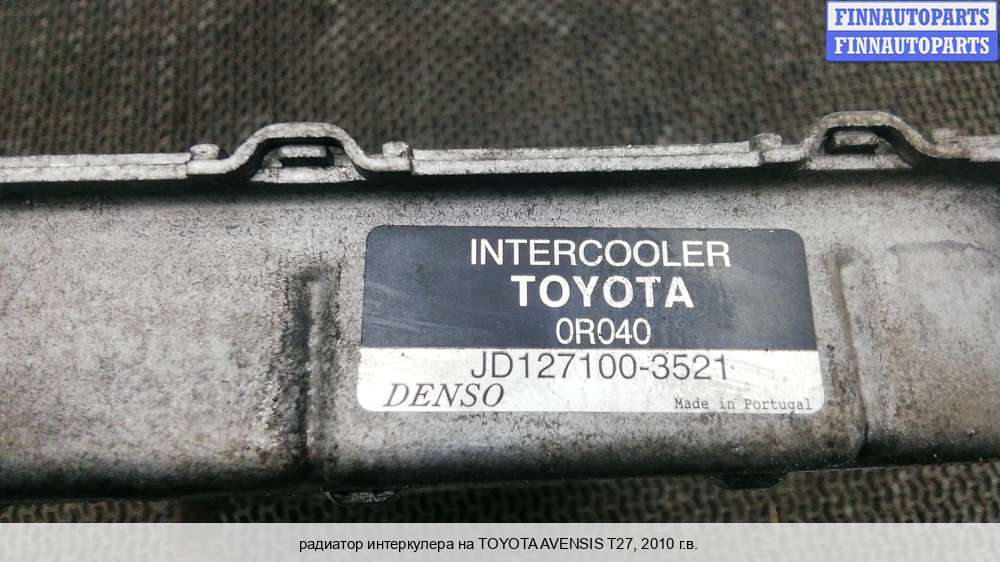 FINNAUTOPARTS
FINNAUTOPARTS
INTERCOOLER
TOYOTA
0R040
JD127100-3521
DENSO
Made in Portugal
радиатор интеркулера на TOYOTA AVENSIS T27, 2010 г.в.